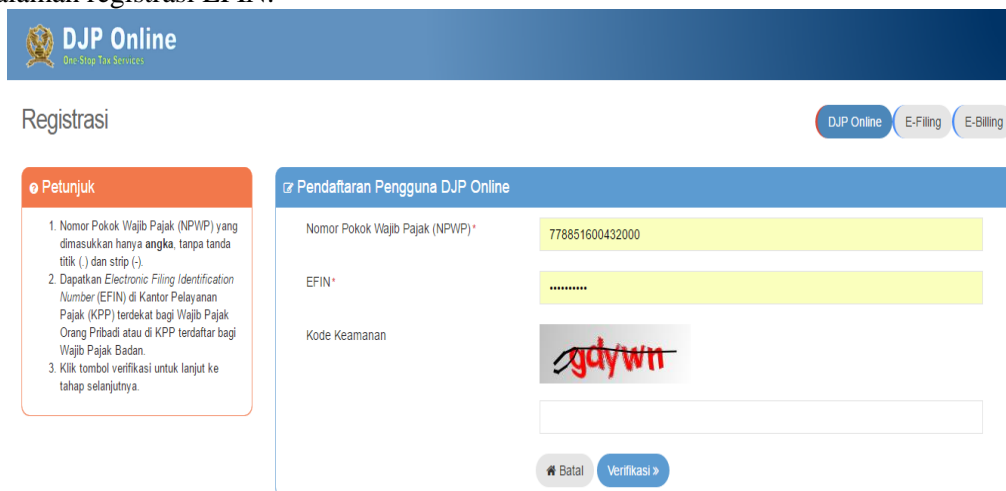 registrasi
DJP Online
One-Stop Tax Services
Registrasi
DJP Online E-Filing E-Billing
Petunjuk
1. Nomor Pokok Wajib Pajak (NPWP) yang
dimasukkan hanya angka, tanpa tanda
titik (.) dan strip (-).
2. Dapatkan Electronic Filing Identification
Number (EFIN) di Kantor Pelayanan
Pajak (KPP) terdekat bagi Wajib Pajak
Orang Pribadi atau di KPP terdaftar bagi
Wajib Pajak Badan.
3. Klik tombol verifikasi untuk lanjut ke
tahap selanjutnya.
Pendaftaran Pengguna DJP Online
Nomor Pokok Wajib Pajak (NPWP)*
778851600432000
EFIN*
••••••••••
Kode Keamanan
gdywn
Batal Verifikasi »